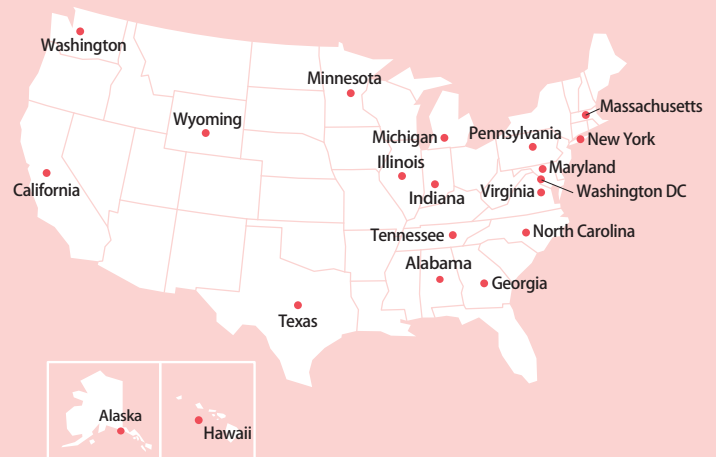 Washington
Minnesota
Massachusetts
Wyoming
Michigan
Pennsylvania
New York
Illinois
Maryland
California
Indiana
Virginia
Washington DC
Tennessee
North Carolina
Alabama
Georgia
Texas
Alaska
Hawaii